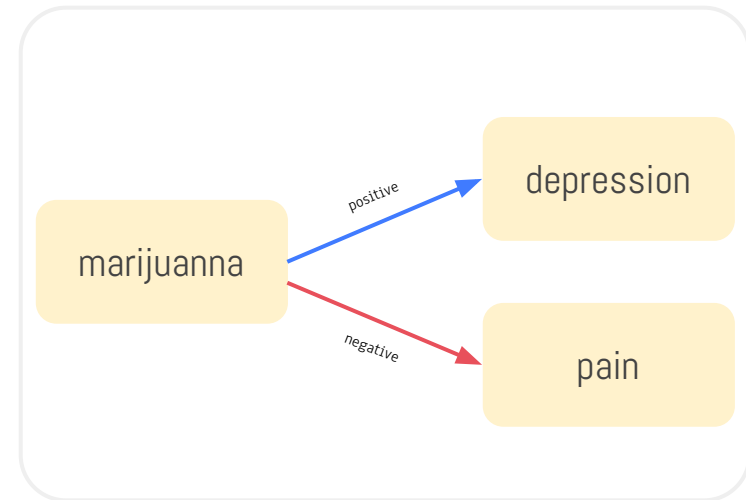 depression
positive
marijuanna
negative
pain